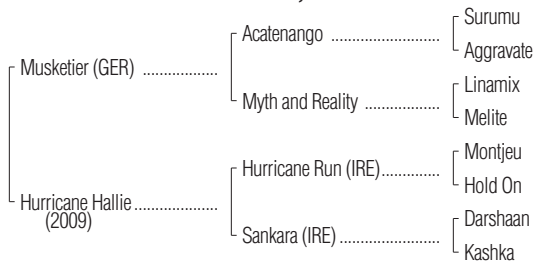 Surumu
Acatenango ......................
Aggravate
Musketier (GER) ..................
Linamix
Myth and Reality ...............
Melite
Montjeu
Hurricane Run (IRE)............
Hold On
Hurricane Hallie ....................
(2009)
Darshaan
Sankara (IRE) ....................
Kashka